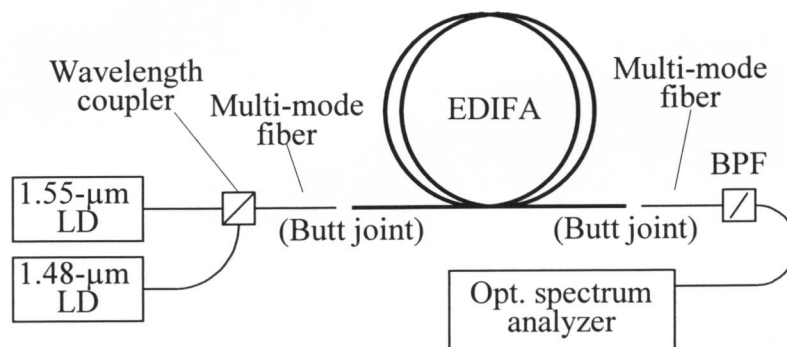 Wavelength
coupler
Multi-mode
fiber
EDIFA
Multi-mode
fiber
BPF
1.55-μm
LD
(Butt joint)
(Butt joint)
1.48-μm
LD
Opt. spectrum
analyzer